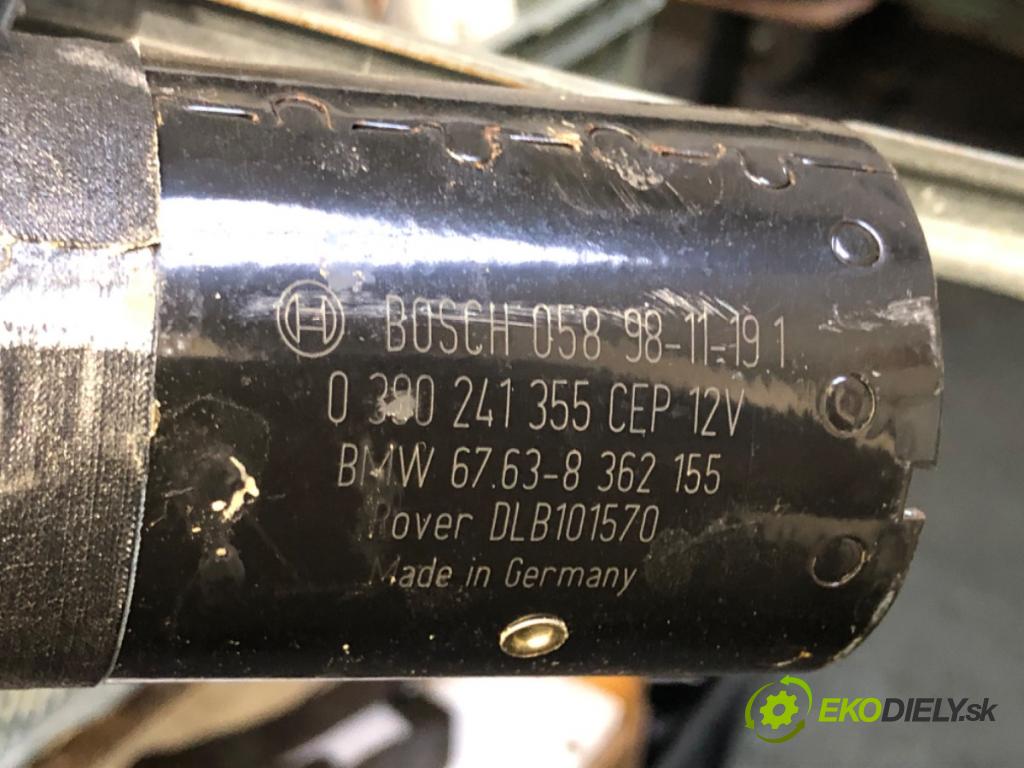 BOSCH 058 98-11-19 1
0 390 241 355 CEP 12V
BMW 67.63-8 362 155
Rover DLB101570
Made in Germany
EKODIELY.sk